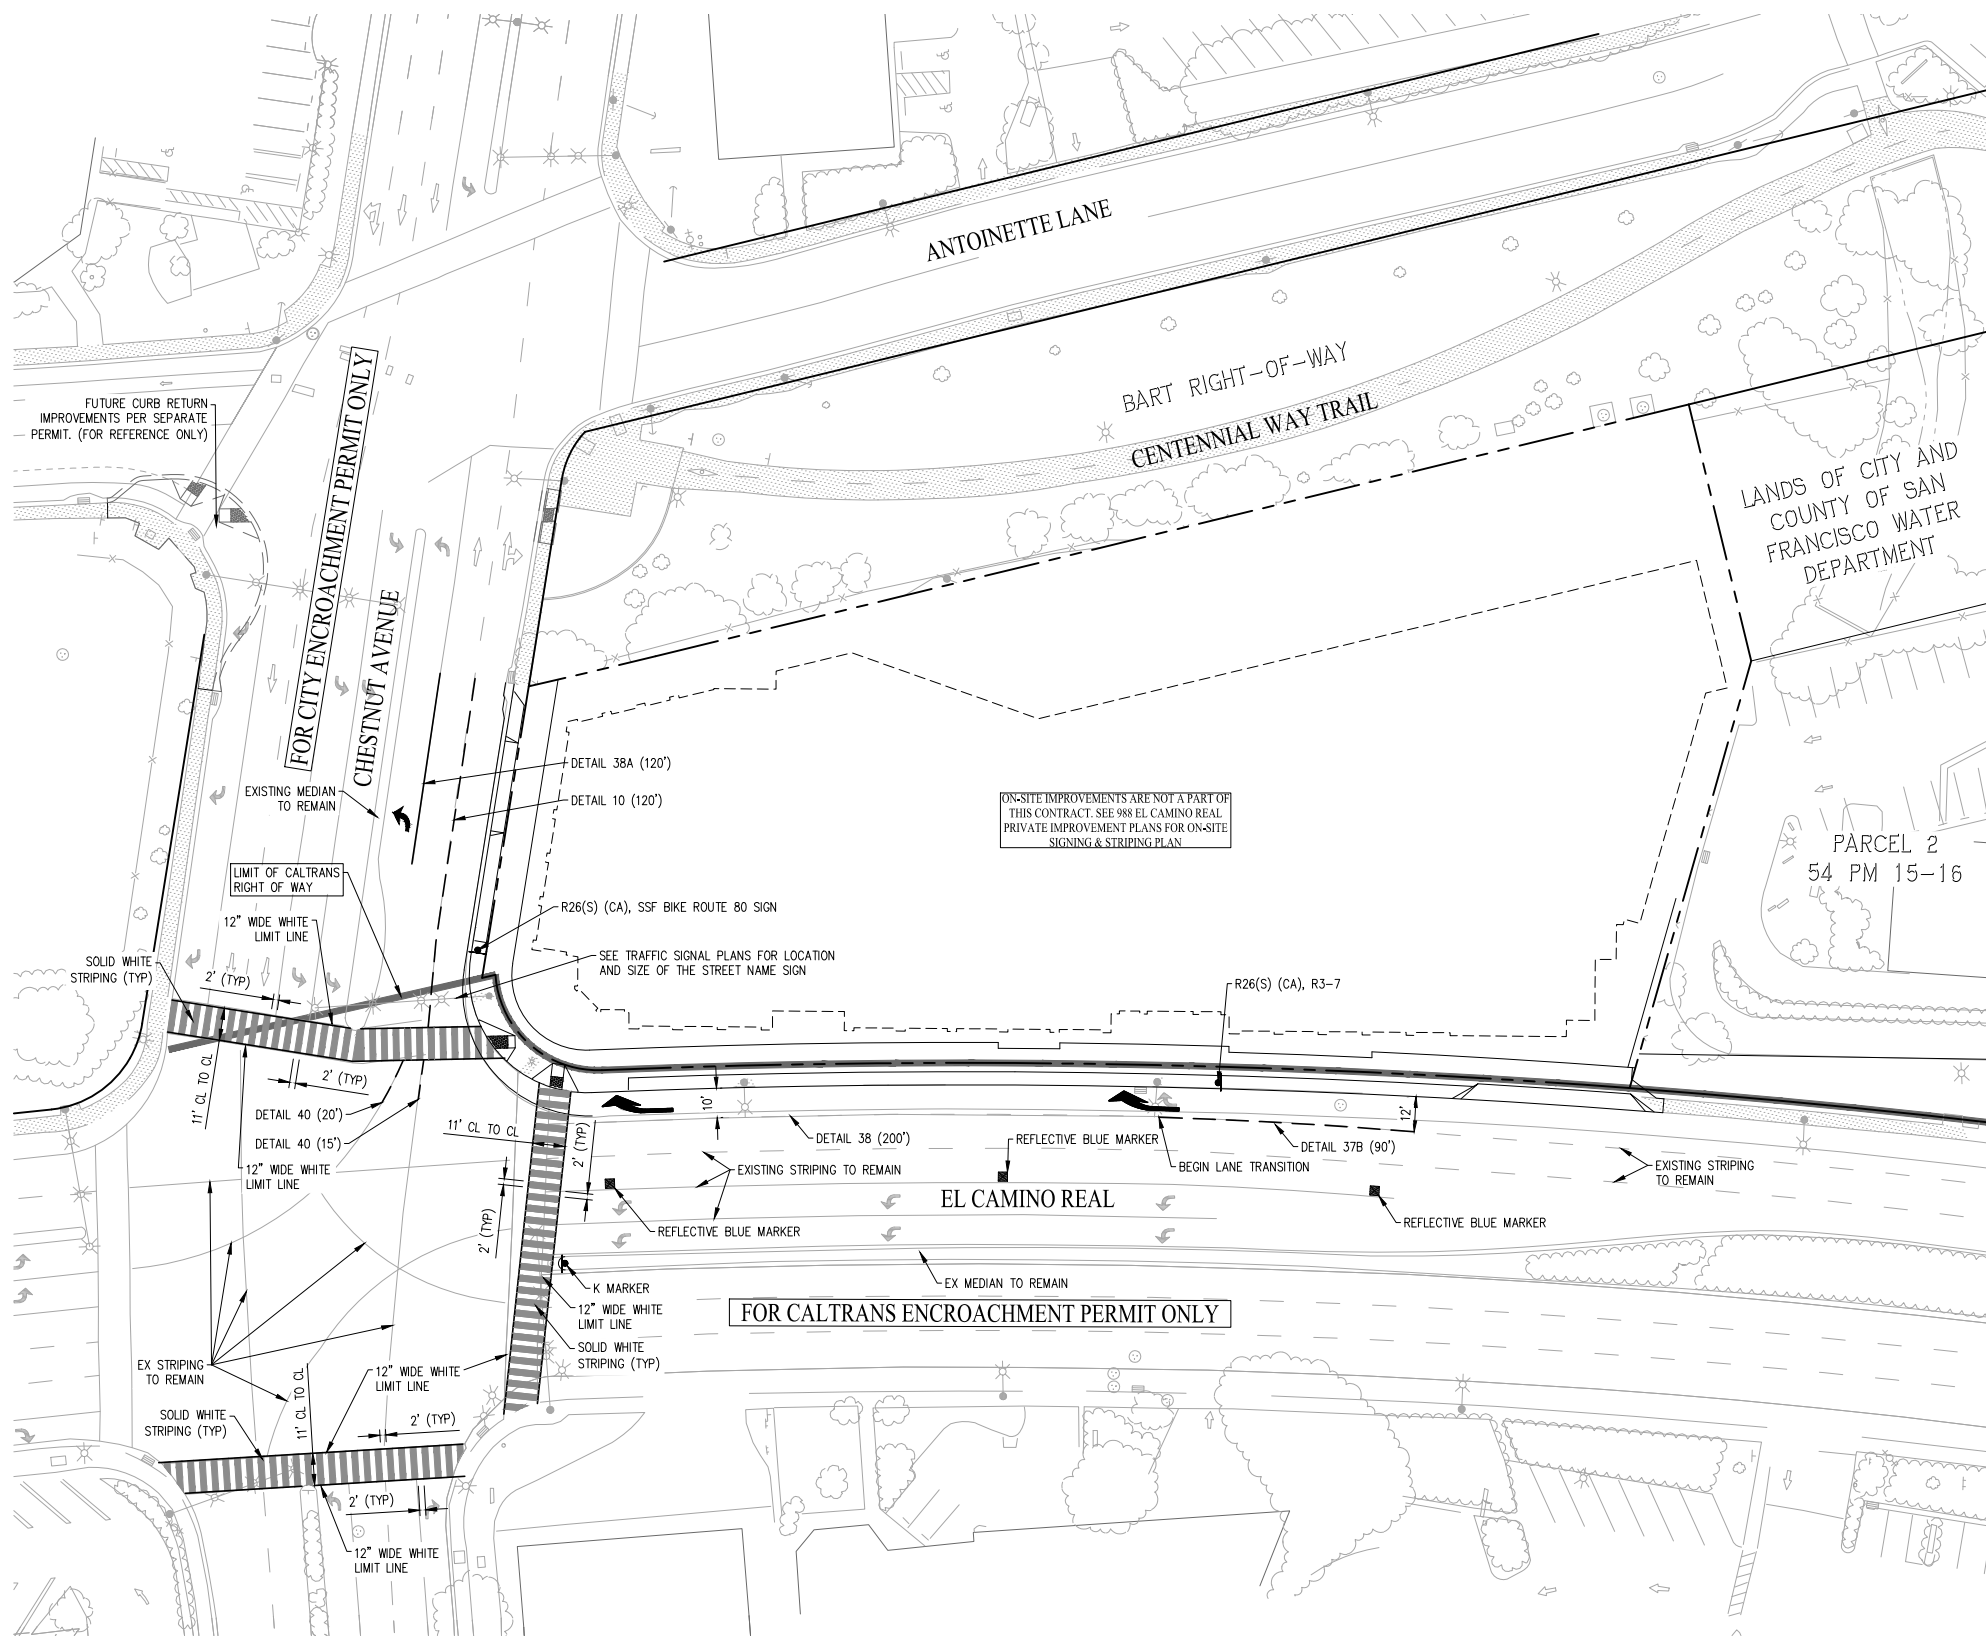 ANTOINETTE LANE
BART RIGHT-OF-WAY
CENTENNIAL WAY TRAIL
LANDS OF CITY AND
COUNTY OF SAN
FRANCISCO WATER
DEPARTMENT
FUTURE CURB RETURN
IMPROVEMENTS PER SEPARATE
PERMIT. (FOR REFERENCE ONLY)
FOR CITY ENCROACHMENT PERMIT ONLY
CHESTNUT AVENUE
DETAIL 38A (120')
DETAIL 10 (120')
EXISTING MEDIAN
TO REMAIN
ON-SITE IMPROVEMENTS ARE NOT A PART OF
THIS CONTRACT. SEE 988 EL CAMINO REAL
PRIVATE IMPROVEMENT PLANS FOR ON-SITE
SIGNING & STRIPING PLAN
PARCEL 2
54 PM 15-16
LIMIT OF CALTRANS
RIGHT OF WAY
R26(S) (CA), SSF BIKE ROUTE 80 SIGN
12" WIDE WHITE
LIMIT LINE
SEE TRAFFIC SIGNAL PLANS FOR LOCATION
AND SIZE OF THE STREET NAME SIGN
SOLID WHITE
STRIPING (TYP)
2' (TYP)
R26(S) (CA), R3-7
11' CL TO CL
2' (TYP)
DETAIL 40 (20')
DETAIL 40 (15')
12" WIDE WHITE
LIMIT LINE
11' CL TO CL
2' (TYP)
2' (TYP)
10'
12'
DETAIL 38 (200')
REFLECTIVE BLUE MARKER
DETAIL 37B (90')
BEGIN LANE TRANSITION
EXISTING STRIPING TO REMAIN
EXISTING STRIPING
TO REMAIN
EL CAMINO REAL
REFLECTIVE BLUE MARKER
REFLECTIVE BLUE MARKER
K MARKER
EX MEDIAN TO REMAIN
12" WIDE WHITE
LIMIT LINE
FOR CALTRANS ENCROACHMENT PERMIT ONLY
SOLID WHITE
STRIPING (TYP)
EX STRIPING
TO REMAIN
12" WIDE WHITE
LIMIT LINE
11' CL TO CL
SOLID WHITE
STRIPING (TYP)
2' (TYP)
2' (TYP)
12" WIDE WHITE
LIMIT LINE